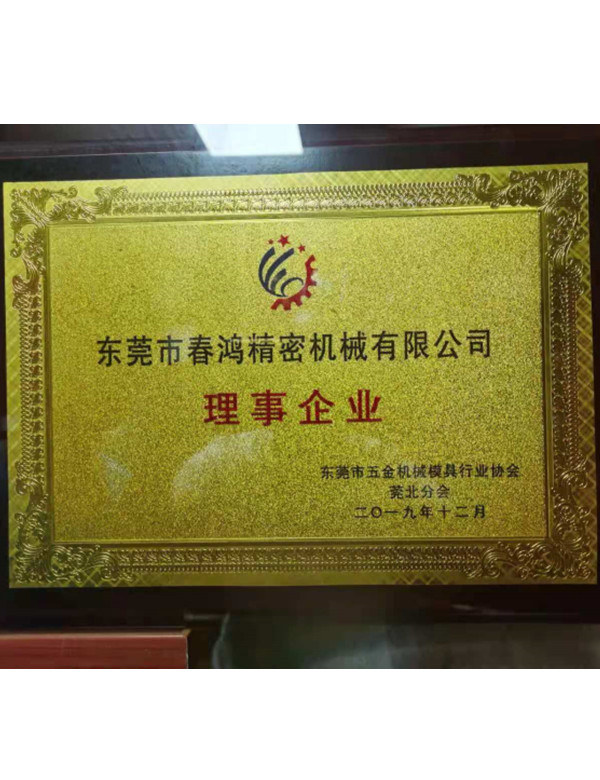 东莞市春鸿精密机械有限公司
理事企业
东莞市五金机械模具行业协会
莞北分会
二〇一九年十二月